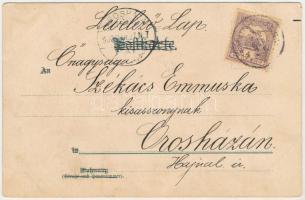 Levelező Lap.
Postkarte.
Őnagysága
An
Székács Emmuska
kisasszonynak
in Orosházán
Hajnal u.